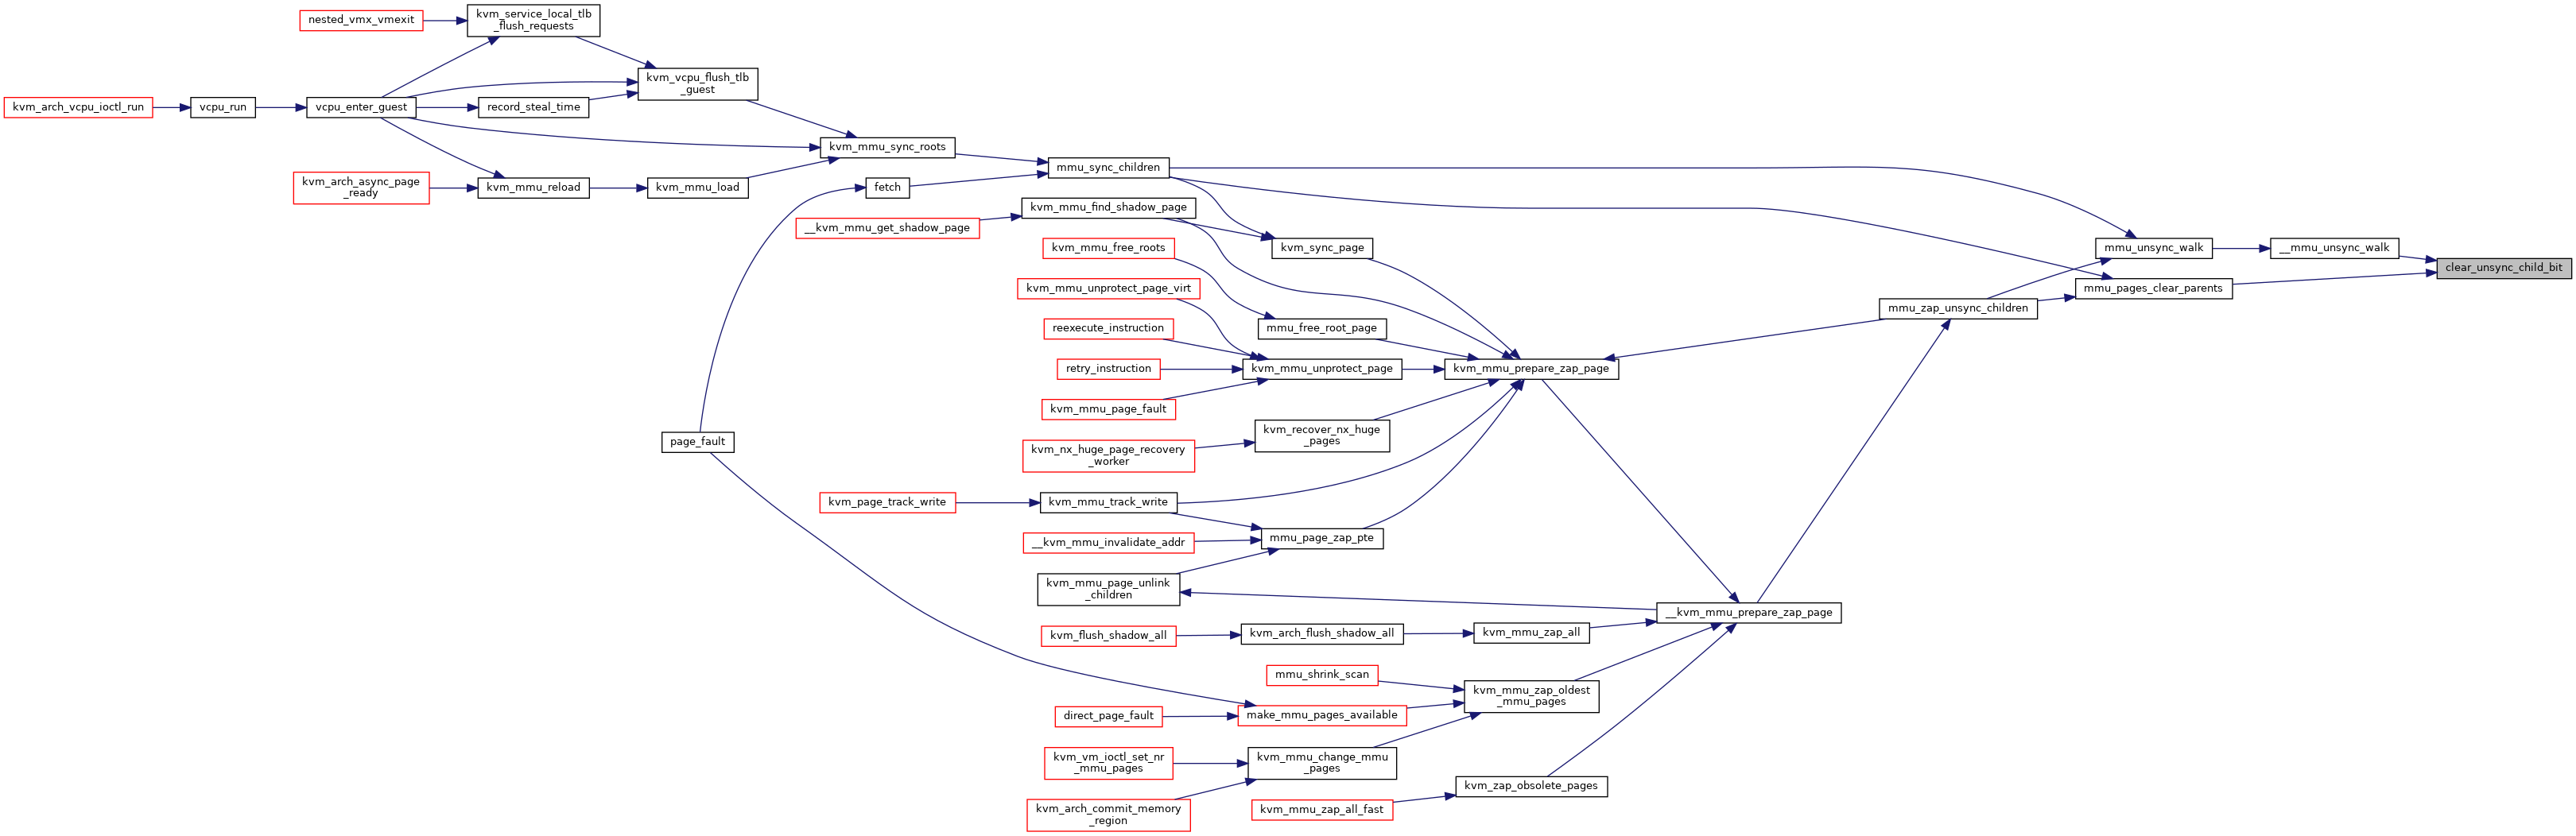 nested_vmx_vmexit
kvm_service_local_tlb
_flush_requests
kvm_vcpu_flush_tlb
_guest
kvm_arch_vcpu_ioctl_run
vcpu_run
vcpu_enter_guest
record_steal_time
kvm_mmu_sync_roots
kvm_arch_async_page
_ready
kvm_mmu_reload
kvm_mmu_load
fetch
mmu_sync_children
kvm_mmu_find_shadow_page
__kvm_mmu_get_shadow_page
kvm_mmu_free_roots
kvm_sync_page
mmu_unsync_walk
__mmu_unsync_walk
clear_unsync_child_bit
kvm_mmu_unprotect_page_virt
mmu_pages_clear_parents
mmu_zap_unsync_children
reexecute_instruction
mmu_free_root_page
retry_instruction
kvm_mmu_unprotect_page
kvm_mmu_prepare_zap_page
kvm_mmu_page_fault
page_fault
kvm_recover_nx_huge
_pages
kvm_nx_huge_page_recovery
_worker
kvm_page_track_write
kvm_mmu_track_write
__kvm_mmu_invalidate_addr
mmu_page_zap_pte
kvm_mmu_page_unlink
_children
__kvm_mmu_prepare_zap_page
kvm_flush_shadow_all
kvm_arch_flush_shadow_all
kvm_mmu_zap_all
mmu_shrink_scan
kvm_mmu_zap_oldest
_mmu_pages
direct_page_fault
make_mmu_pages_available
kvm_vm_ioctl_set_nr
_mmu_pages
kvm_mmu_change_mmu
_pages
kvm_zap_obsolete_pages
kvm_arch_commit_memory
_region
kvm_mmu_zap_all_fast